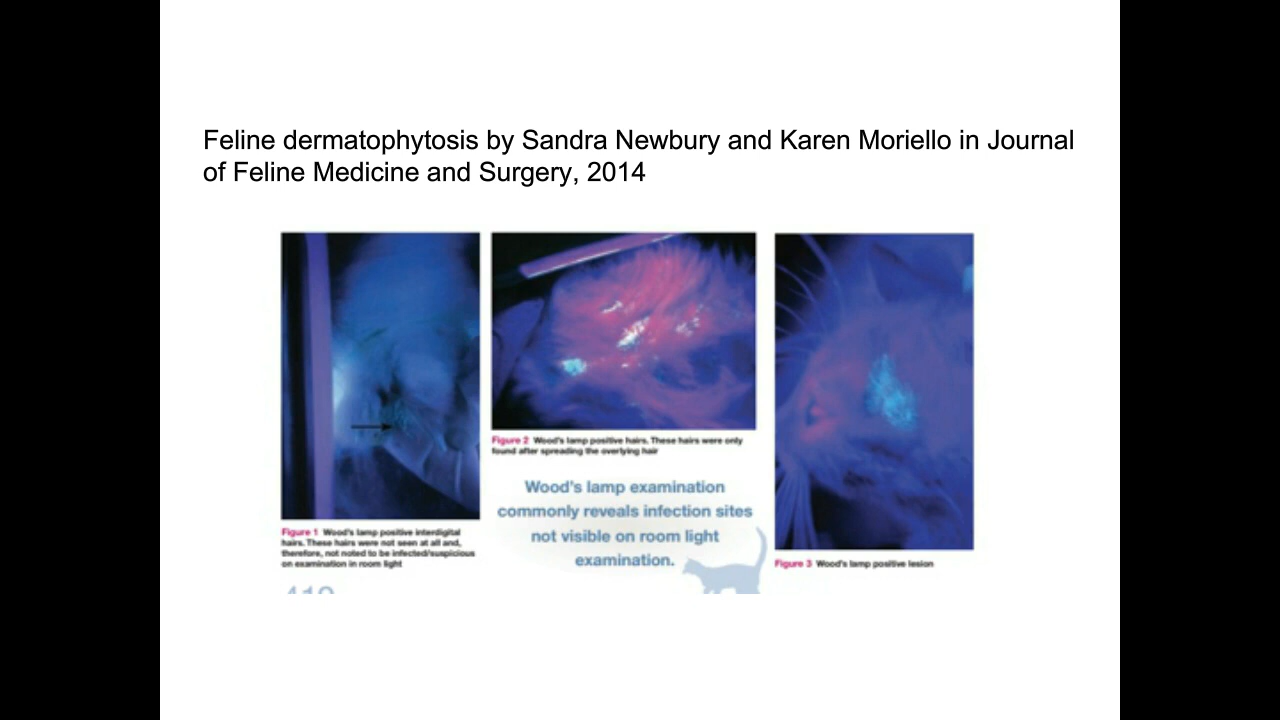 Feline dermatophytosis by Sandra Newbury and Karen Moriello in Journal
of Feline Medicine and Surgery, 2014
Figure 1 Wood's lamp positive interdigital
hairs. These hairs were not seen at all and,
therefore, not noted to be infected/suspicious
on examination in room light
Figure 2 Wood's lamp positive hairs. These hairs were only
found after spreading the overlying hair
Wood's lamp examination
commonly reveals infection sites
not visible on room light
examination.
Figure 3 Wood's lamp positive lesion